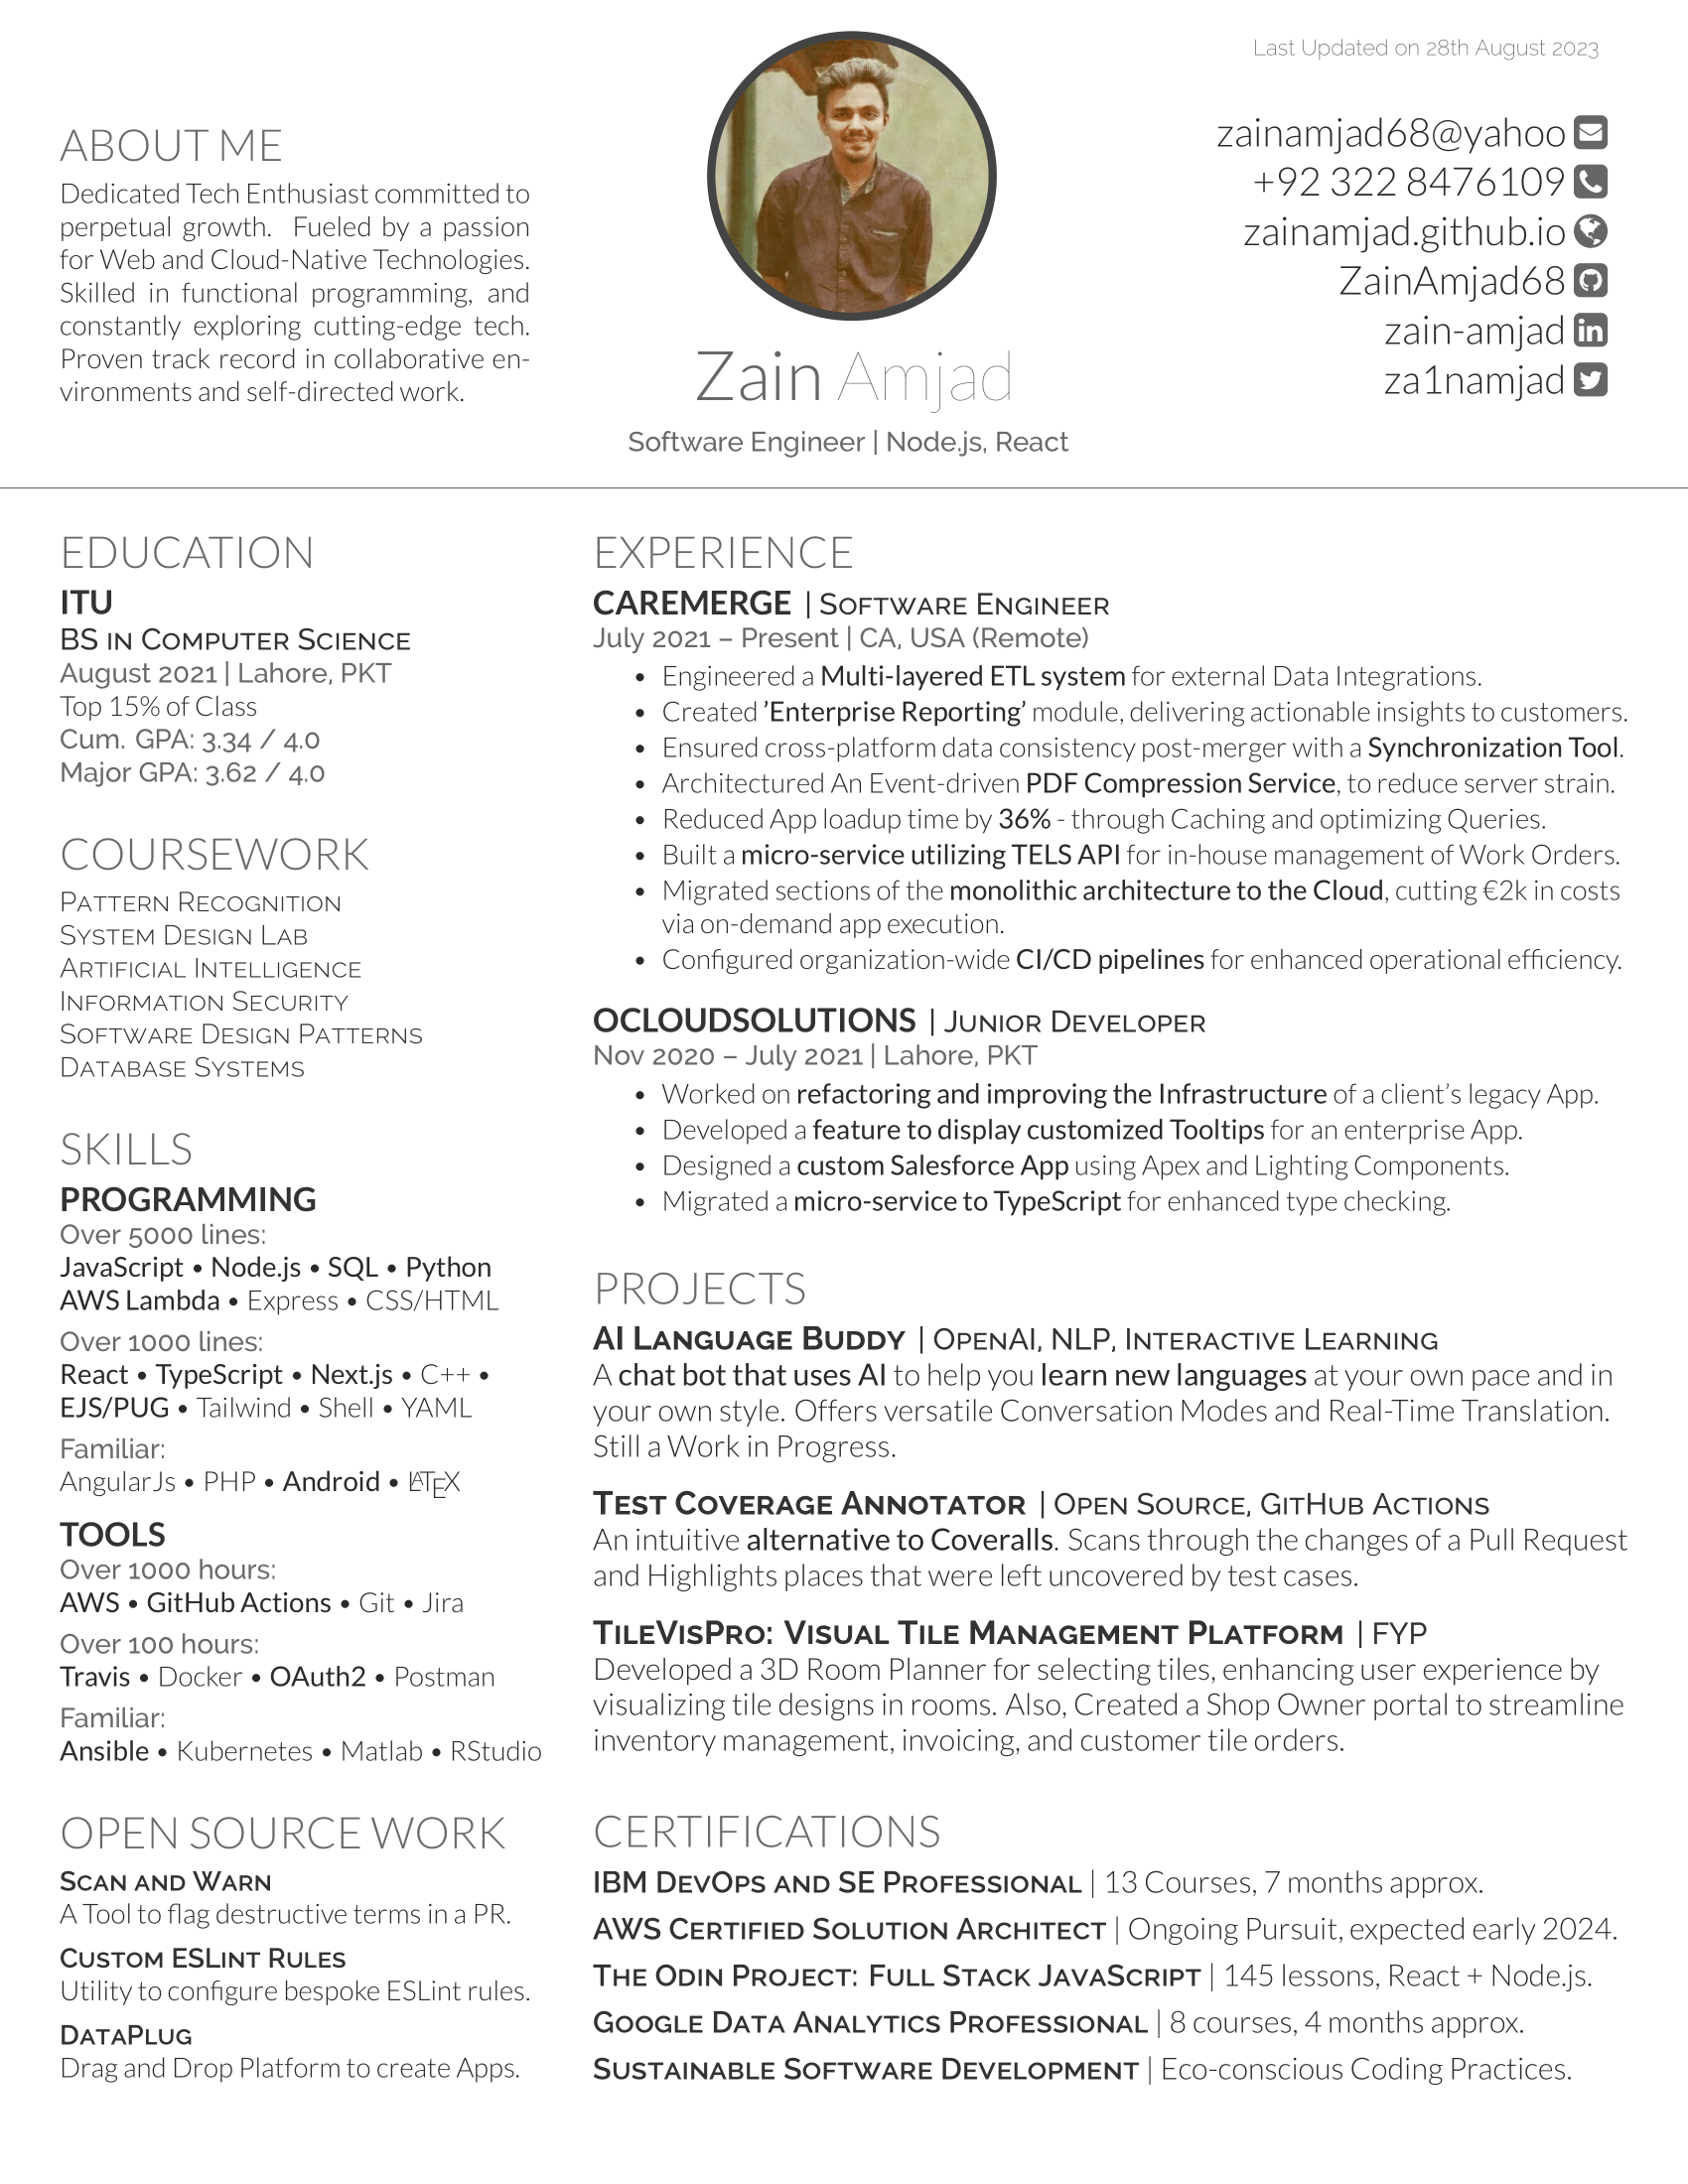 Last Updated on 28th August 2023
ABOUT ME
Dedicated Tech Enthusiast committed to
perpetual growth. Fueled by a passion
for Web and Cloud-Native Technologies.
Skilled in functional programming, and
constantly exploring cutting-edge tech.
Proven track record in collaborative en-
vironments and self-directed work.
Zain Amjad
Software Engineer | Node.js, React
zainamjad68@yahoo
+92 322 8476109
zainamjad.github.io
ZainAmjad68
zain-amjad
za1namjad
EDUCATION
ITU
BS in Computer Science
August 2021 | Lahore, PKT
Top 15% of Class
Cum. GPA: 3.34 / 4.0
Major GPA: 3.62 / 4.0
COURSEWORK
Pattern Recognition
System Design Lab
Artificial Intelligence
Information Security
Software Design Patterns
Database Systems
SKILLS
PROGRAMMING
Over 5000 lines:
JavaScript • Node.js • SQL • Python
AWS Lambda • Express • CSS/HTML
Over 1000 lines:
React • TypeScript • Next.js • C++ •
EJS/PUG • Tailwind • Shell • YAML
Familiar:
AngularJs • PHP • Android • LATEX
TOOLS
Over 1000 hours:
AWS • GitHub Actions • Git • Jira
Over 100 hours:
Travis • Docker • OAuth2 • Postman
Familiar:
Ansible • Kubernetes • Matlab • RStudio
OPEN SOURCE WORK
Scan and Warn
A Tool to flag destructive terms in a PR.
Custom ESLint Rules
Utility to configure bespoke ESLint rules.
DataPlug
Drag and Drop Platform to create Apps.
EXPERIENCE
CAREMERGE | Software Engineer
July 2021 – Present | CA, USA (Remote)
• Engineered a Multi-layered ETL system for external Data Integrations.
• Created ’Enterprise Reporting’ module, delivering actionable insights to customers.
• Ensured cross-platform data consistency post-merger with a Synchronization Tool.
• Architectured An Event-driven PDF Compression Service, to reduce server strain.
• Reduced App loadup time by 36% - through Caching and optimizing Queries.
• Built a micro-service utilizing TELS API for in-house management of Work Orders.
• Migrated sections of the monolithic architecture to the Cloud, cutting €2k in costs
via on-demand app execution.
• Configured organization-wide CI/CD pipelines for enhanced operational efficiency.
OCLOUDSOLUTIONS | Junior Developer
Nov 2020 – July 2021 | Lahore, PKT
• Worked on refactoring and improving the Infrastructure of a client’s legacy App.
• Developed a feature to display customized Tooltips for an enterprise App.
• Designed a custom Salesforce App using Apex and Lighting Components.
• Migrated a micro-service to TypeScript for enhanced type checking.
PROJECTS
AI Language Buddy | OpenAI, NLP, Interactive Learning
A chat bot that uses AI to help you learn new languages at your own pace and in
your own style. Offers versatile Conversation Modes and Real-Time Translation.
Still a Work in Progress.
Test Coverage Annotator | Open Source, GitHub Actions
An intuitive alternative to Coveralls. Scans through the changes of a Pull Request
and Highlights places that were left uncovered by test cases.
TileVisPro: Visual Tile Management Platform | FYP
Developed a 3D Room Planner for selecting tiles, enhancing user experience by
visualizing tile designs in rooms. Also, Created a Shop Owner portal to streamline
inventory management, invoicing, and customer tile orders.
CERTIFICATIONS
IBM DevOps and SE Professional | 13 Courses, 7 months approx.
AWS Certified Solution Architect | Ongoing Pursuit, expected early 2024.
The Odin Project: Full Stack JavaScript | 145 lessons, React + Node.js.
Google Data Analytics Professional | 8 courses, 4 months approx.
Sustainable Software Development | Eco-conscious Coding Practices.